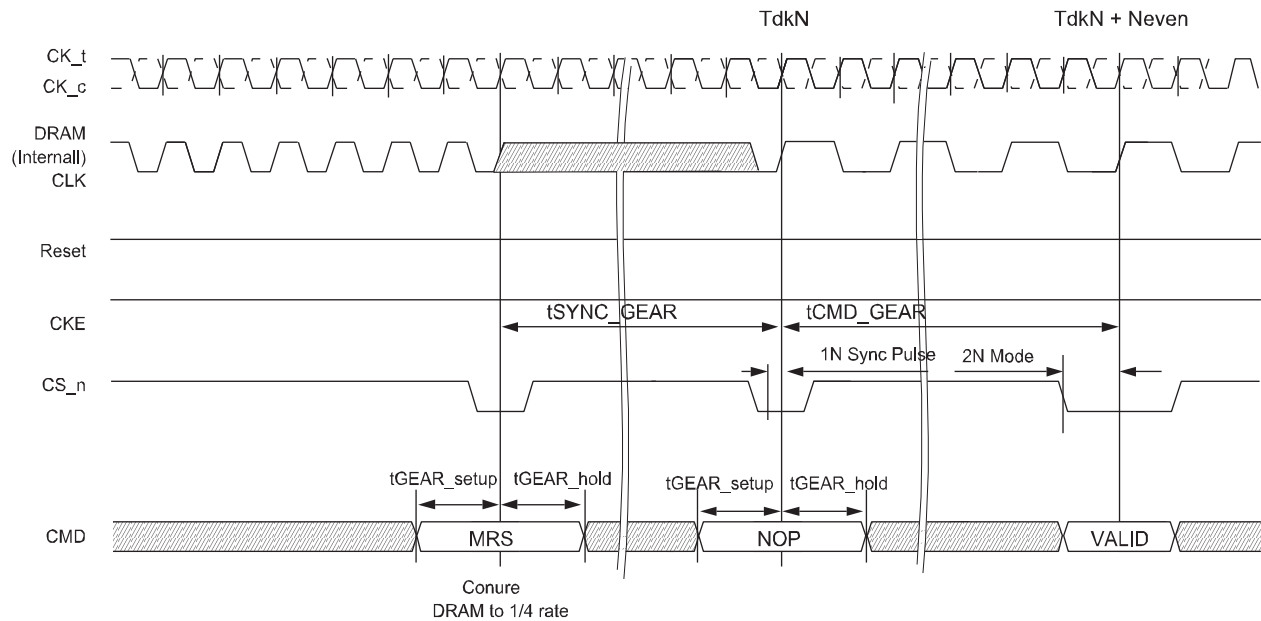 TdkN
TdkN + Neven
CK_t
CK_c
DRAM
(Internall)
CLK
Reset
CKE
tSYNC_GEAR
tCMD_GEAR
1N Sync Pulse
2N Mode
CS_n
tGEAR_setup
tGEAR_hold
tGEAR_setup
tGEAR_hold
CMD
MRS
NOP
VALID
Conure
DRAM to 1/4 rate